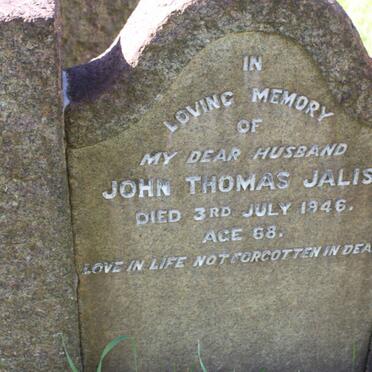 IN
LOVING MEMORY
OF
MY DEAR HUSBAND
JOHN THOMAS JALIS
DIED 3RD JULY 1946.
AGE 68.
LOVE IN LIFE NOT FORGOTTEN IN DEA